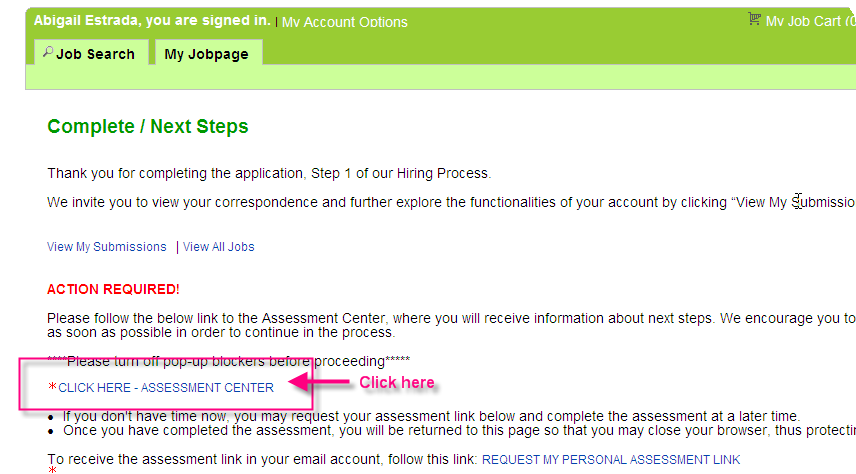 Abigail Estrada, you are signed in. | My Account Options My Job Cart (0
Job Search My Jobpage
Complete / Next Steps
Thank you for completing the application, Step 1 of our Hiring Process.
We invite you to view your correspondence and further explore the functionalities of your account by clicking “View My Submissio
View My Submissions | View All Jobs
ACTION REQUIRED!
Please follow the below link to the Assessment Center, where you will receive information about next steps. We encourage you to
as soon as possible in order to continue in the process.
****Please turn off pop-up blockers before proceeding*****
*CLICK HERE - ASSESSMENT CENTER Click here
• If you don't have time now, you may request your assessment link below and complete the assessment at a later time.
• Once you have completed the assessment, you will be returned to this page so that you may close your browser, thus protectin
To receive the assessment link in your email account, follow this link: REQUEST MY PERSONAL ASSESSMENT LINK
*